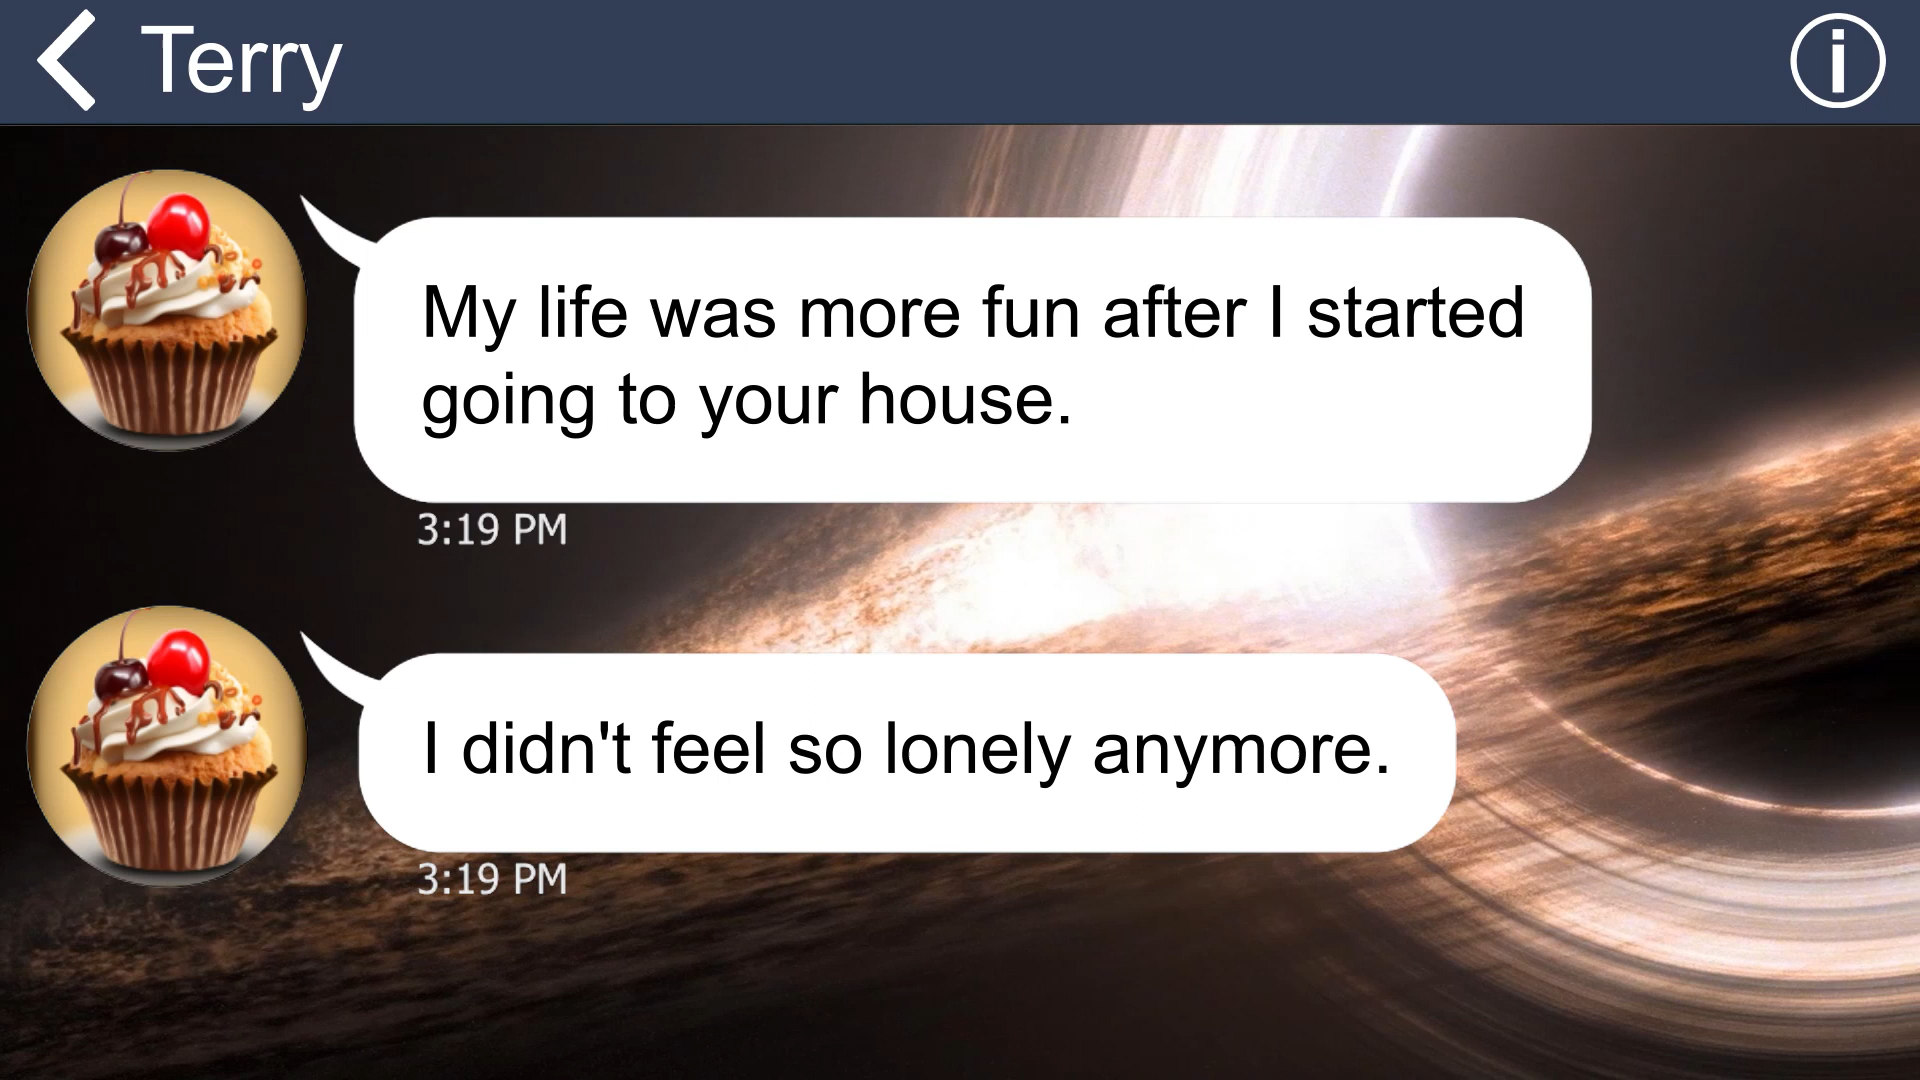 Terry
My life was more fun after I started
going to your house.
3:19 PM
I didn't feel so lonely anymore.
3:19 PM